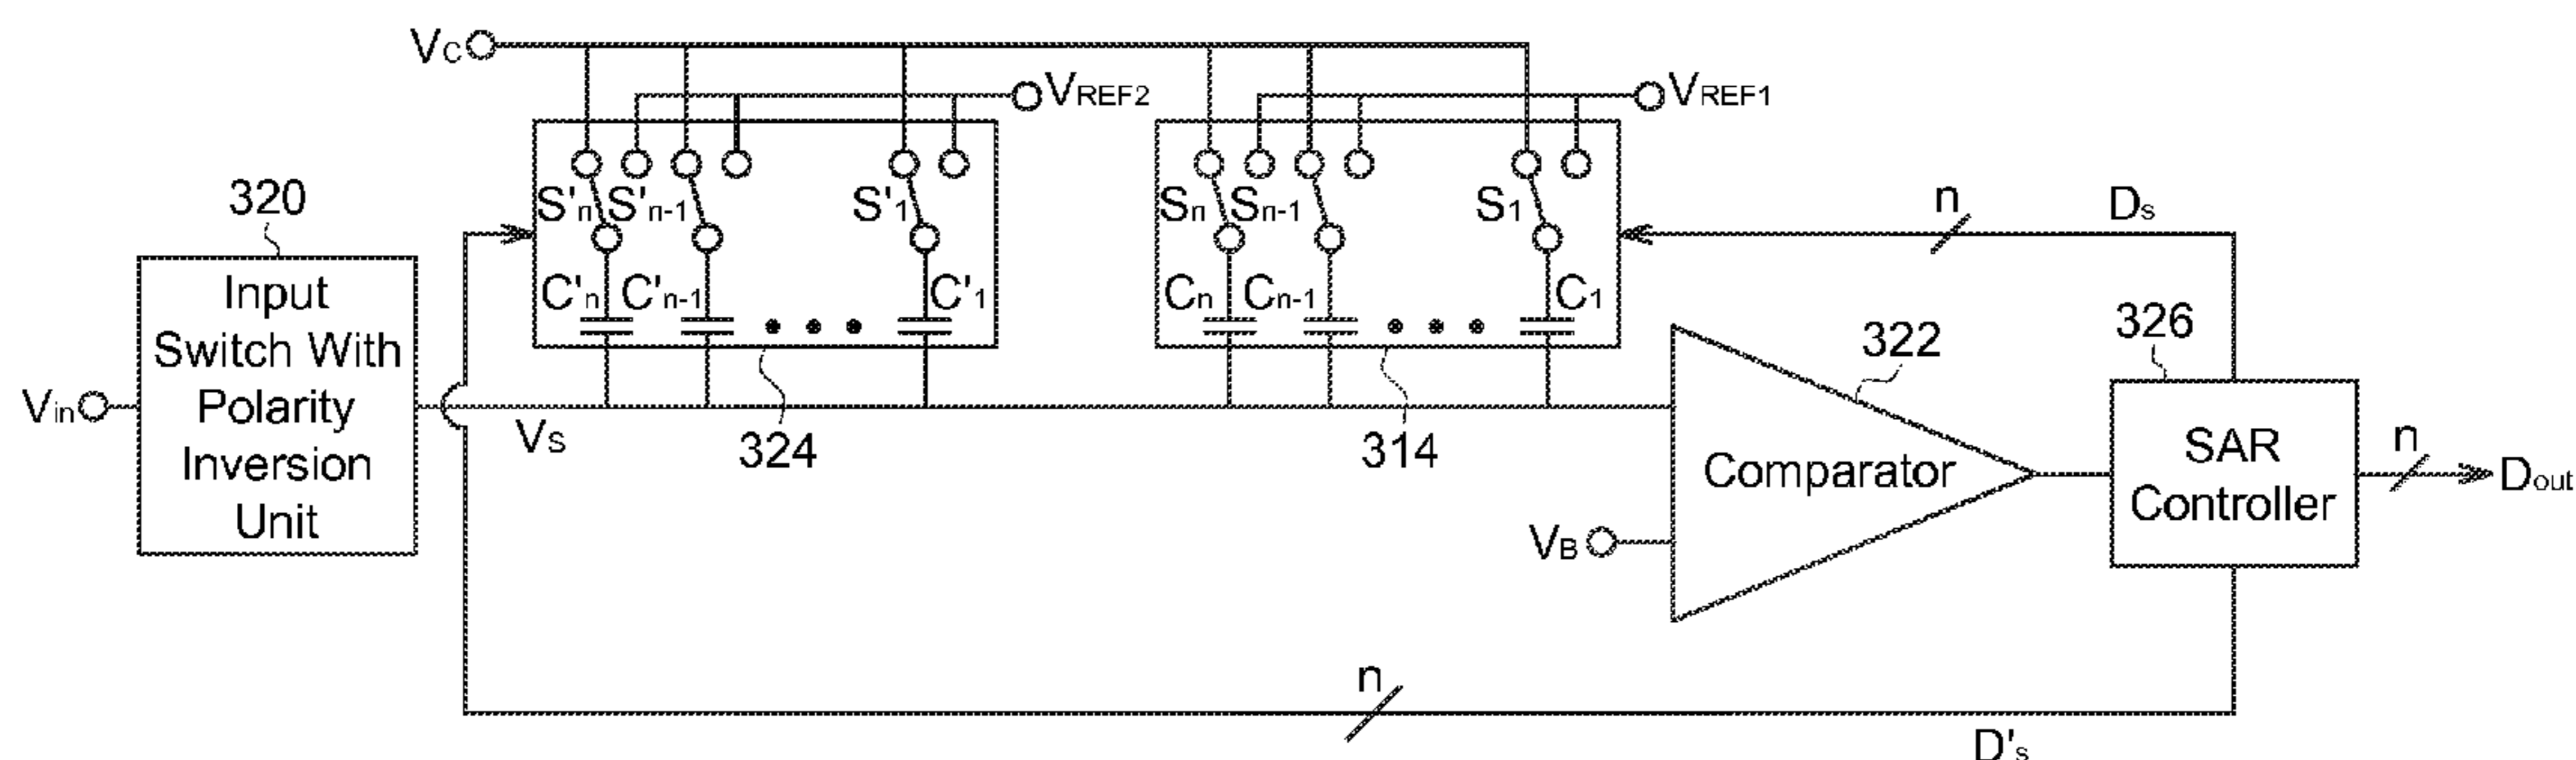 VC
VREF2
VREF1
320
S'n
S'n-1
S'1
Sn
Sn-1
S1
n
Ds
Input
Switch With
Polarity
Inversion
Unit
C'n
C'n-1
C'1
Cn
Cn-1
C1
322
326
Vin
VS
324
314
Comparator
SAR
Controller
n
Dout
VB
n
D's